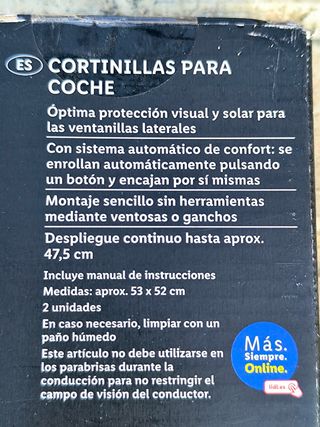 ES CORTINILLAS PARA
COCHE
Óptima protección visual y solar para
las ventanillas laterales
Con sistema automático de confort: se
enrollan automáticamente pulsando
un botón y encajan por sí mismas
Montaje sencillo sin herramientas
mediante ventosas o ganchos
Despliegue continuo hasta aprox.
47,5 cm
Incluye manual de instrucciones
Medidas: aprox. 53 x 52 cm
2 unidades
En caso necesario, limpiar con un
paño húmedo
Este artículo no debe utilizarse en
los parabrisas durante la
conducción para no restringir el
campo de visión del conductor.
Más.
Siempre.
Online.
lidl.es